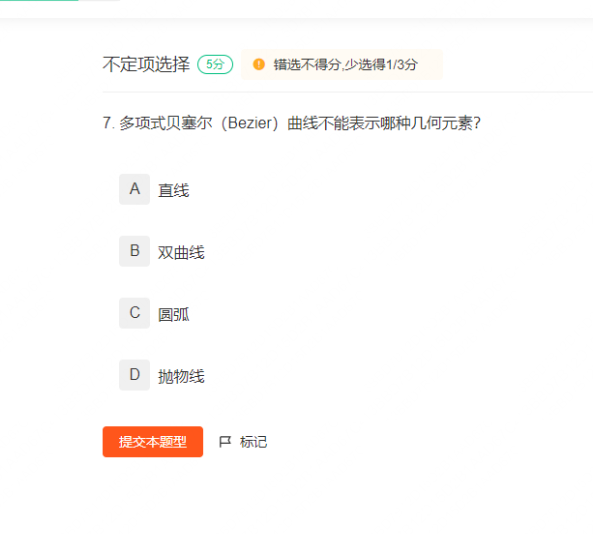 不定项选择 5分 ! 错选不得分,少选得1/3分
7. 多项式贝塞尔（Bezier）曲线不能表示哪种几何元素?
A 直线
B 双曲线
C 圆弧
D 抛物线
提交本题型 标记